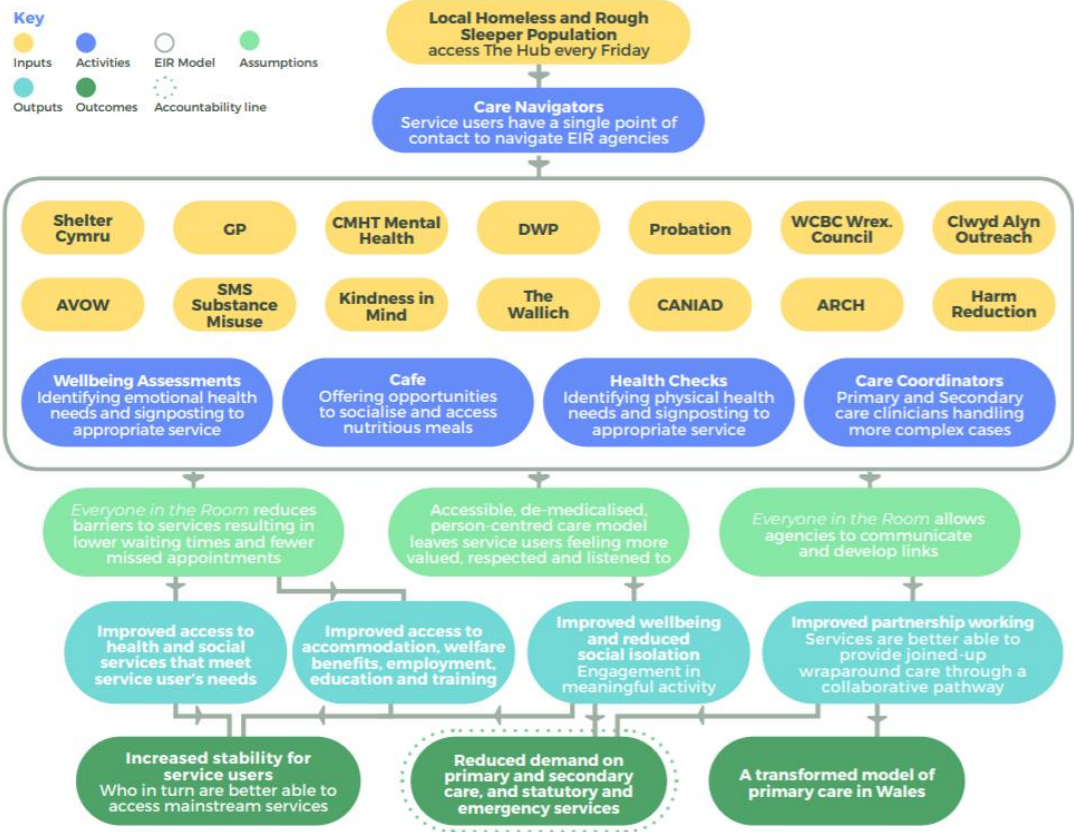 Key
Inputs
Activities
EIR Model
Assumptions
Outputs
Outcomes
Accountability line
Local Homeless and Rough
Sleeper Population
access The Hub every Friday
Care Navigators
Service users have a single point of
contact to navigate EIR agencies
Shelter
Cymru
GP
CMHT Mental
Health
DWP
Probation
WCBC Wrex.
Council
Clwyd Alyn
Outreach
AVOW
SMS
Substance
Misuse
Kindness in
Mind
The
Wallich
CANIAD
ARCH
Harm
Reduction
Wellbeing Assessments
Identifying emotional health
needs and signposting to
appropriate service
Cafe
Offering opportunities
to socialise and access
nutritious meals
Health Checks
Identifying physical health
needs and signposting to
appropriate service
Care Coordinators
Primary and Secondary
care clinicians handling
more complex cases
Everyone in the Room reduces
barriers to services resulting in
lower waiting times and fewer
missed appointments
Accessible, de-medicalised,
person-centred care model
leaves service users feeling more
valued, respected and listened to
Everyone in the Room allows
agencies to communicate
and develop links
Improved access to
health and social
services that meet
service user's needs
Improved access to
accommodation, welfare
benefits, employment,
education and training
Improved wellbeing
and reduced
social isolation
Engagement in
meaningful activity
Improved partnership working
Services are better able to
provide joined-up
wraparound care through a
collaborative pathway
Increased stability for
service users
Who in turn are better able to
access mainstream services
Reduced demand on
primary and secondary
care, and statutory and
emergency services
A transformed model of
primary care in Wales